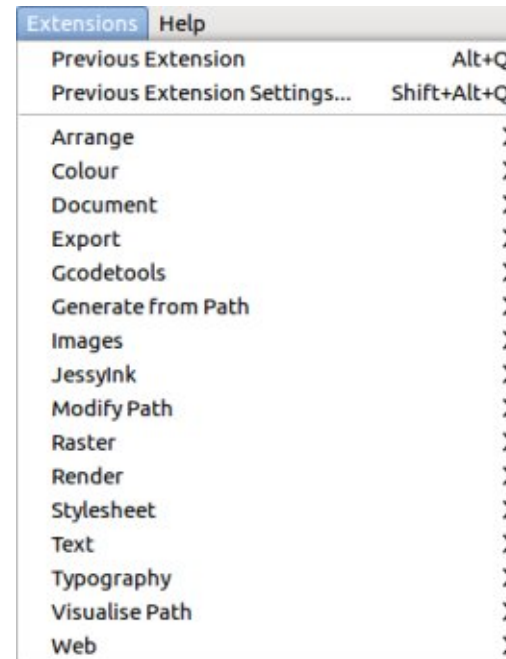 Extensions Help
Previous Extension Alt+Q
Previous Extension Settings... Shift+Alt+Q
Arrange
Colour
Document
Export
Gcodetools
Generate from Path
Images
JessyInk
Modify Path
Raster
Render
Stylesheet
Text
Typography
Visualise Path
Web